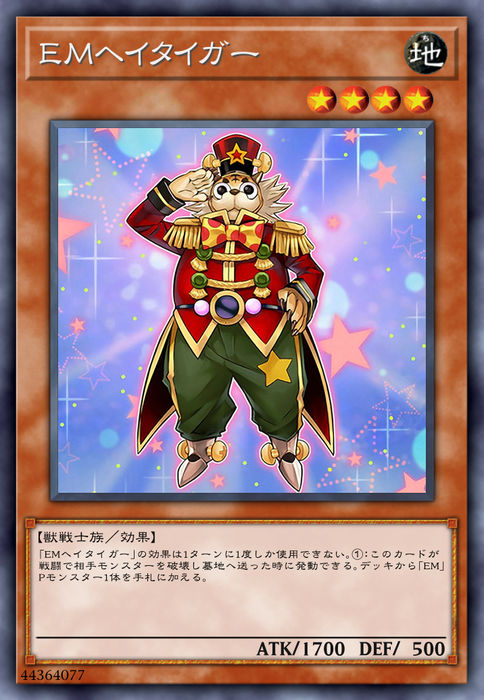 EMヘイタイガー
ち
地
【獣戦士族／効果】
「EMヘイタイガー」の効果は1ターンに1度しか使用できない。①：このカードが
戦闘で相手モンスターを破壊し墓地へ送った時に発動できる。デッキから「EM」
Pモンスター1体を手札に加える。
ATK/1700 DEF/ 500
44364077